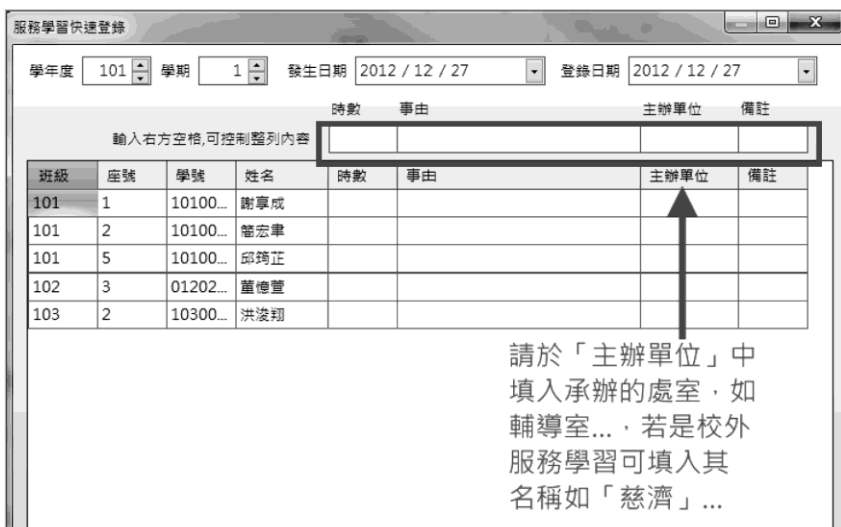 服務學習快速登錄
學年度 101 學期 1 發生日期 2012 / 12 / 27 登錄日期 2012 / 12 / 27
時數 事由 主辦單位 備註
輸入右方空格,可控制整列內容
班級 座號 學號 姓名 時數 事由 主辦單位 備註
101 1 10100... 謝享成
101 2 10100... 簡宏聿
101 5 10100... 邱筠芷
102 3 01202... 董憶萱
103 2 10300... 洪浚翔
請於「主辦單位」中
填入承辦的處室，如
輔導室...，若是校外
服務學習可填入其
名稱如「慈濟」...